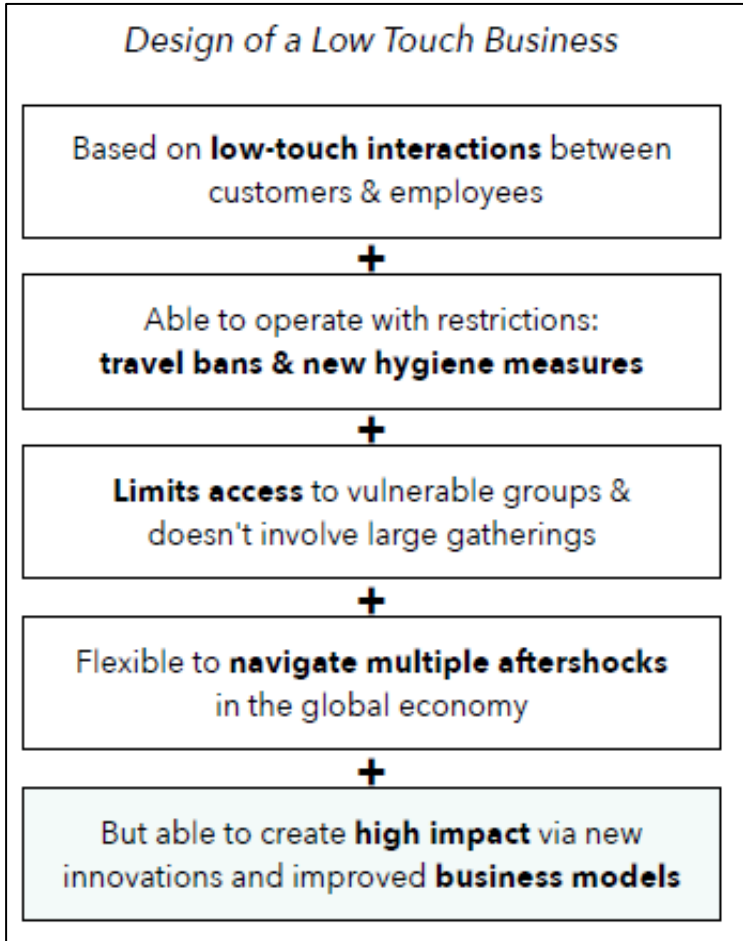 Design of a Low Touch Business
Based on low-touch interactions between
customers & employees
+
Able to operate with restrictions:
travel bans & new hygiene measures
+
Limits access to vulnerable groups &
doesn't involve large gatherings
+
Flexible to navigate multiple aftershocks
in the global economy
+
But able to create high impact via new
innovations and improved business models